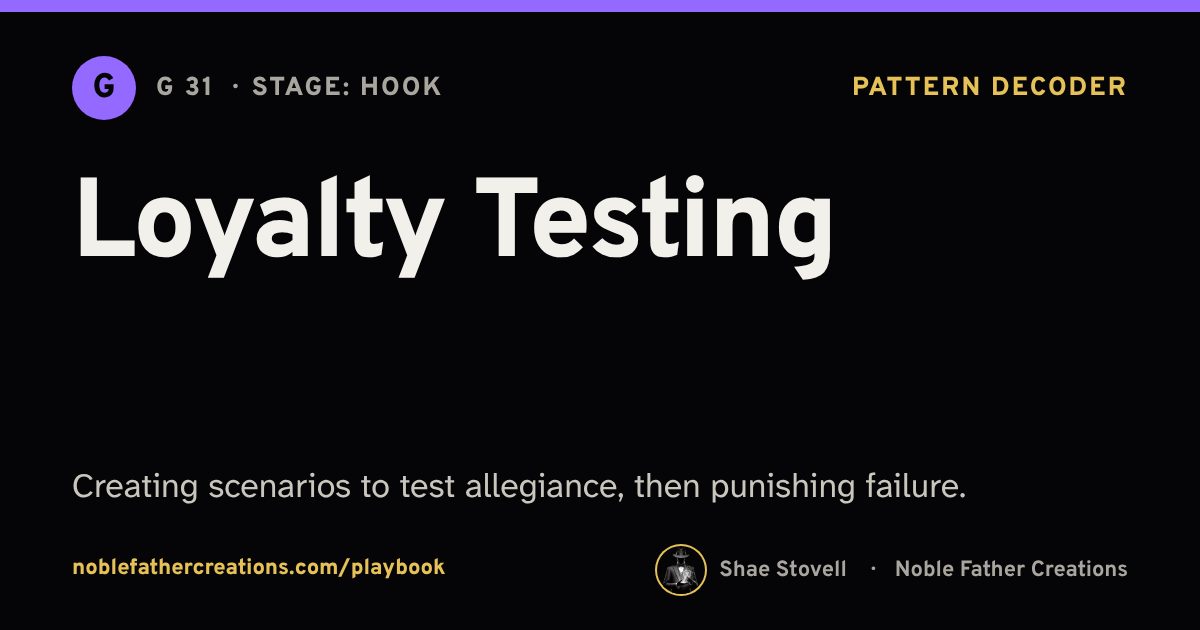 G
G 31 · STAGE: HOOK
PATTERN DECODER
Loyalty Testing
Creating scenarios to test allegiance, then punishing failure.
noblefathercreations.com/playbook
Shae Stovell · Noble Father Creations